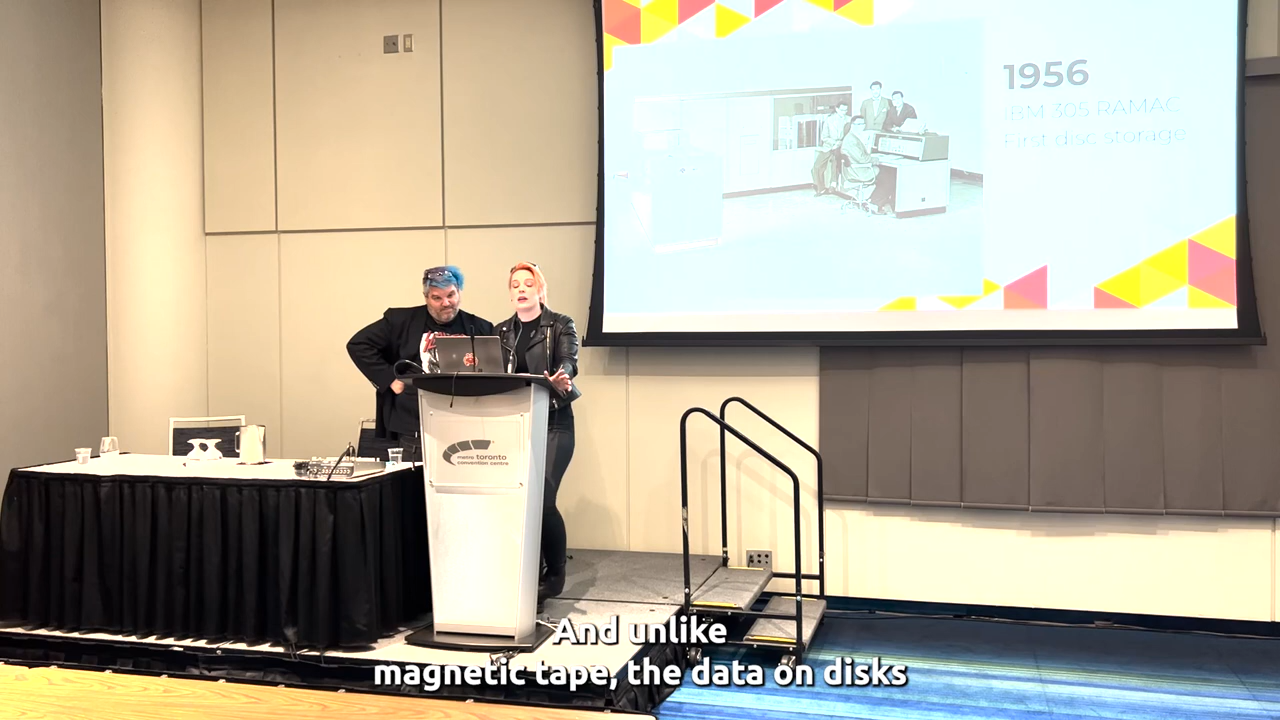 1956
IBM 305 RAMAC
First disc storage
metro toronto
convention centre
And unlike
magnetic tape, the data on disks